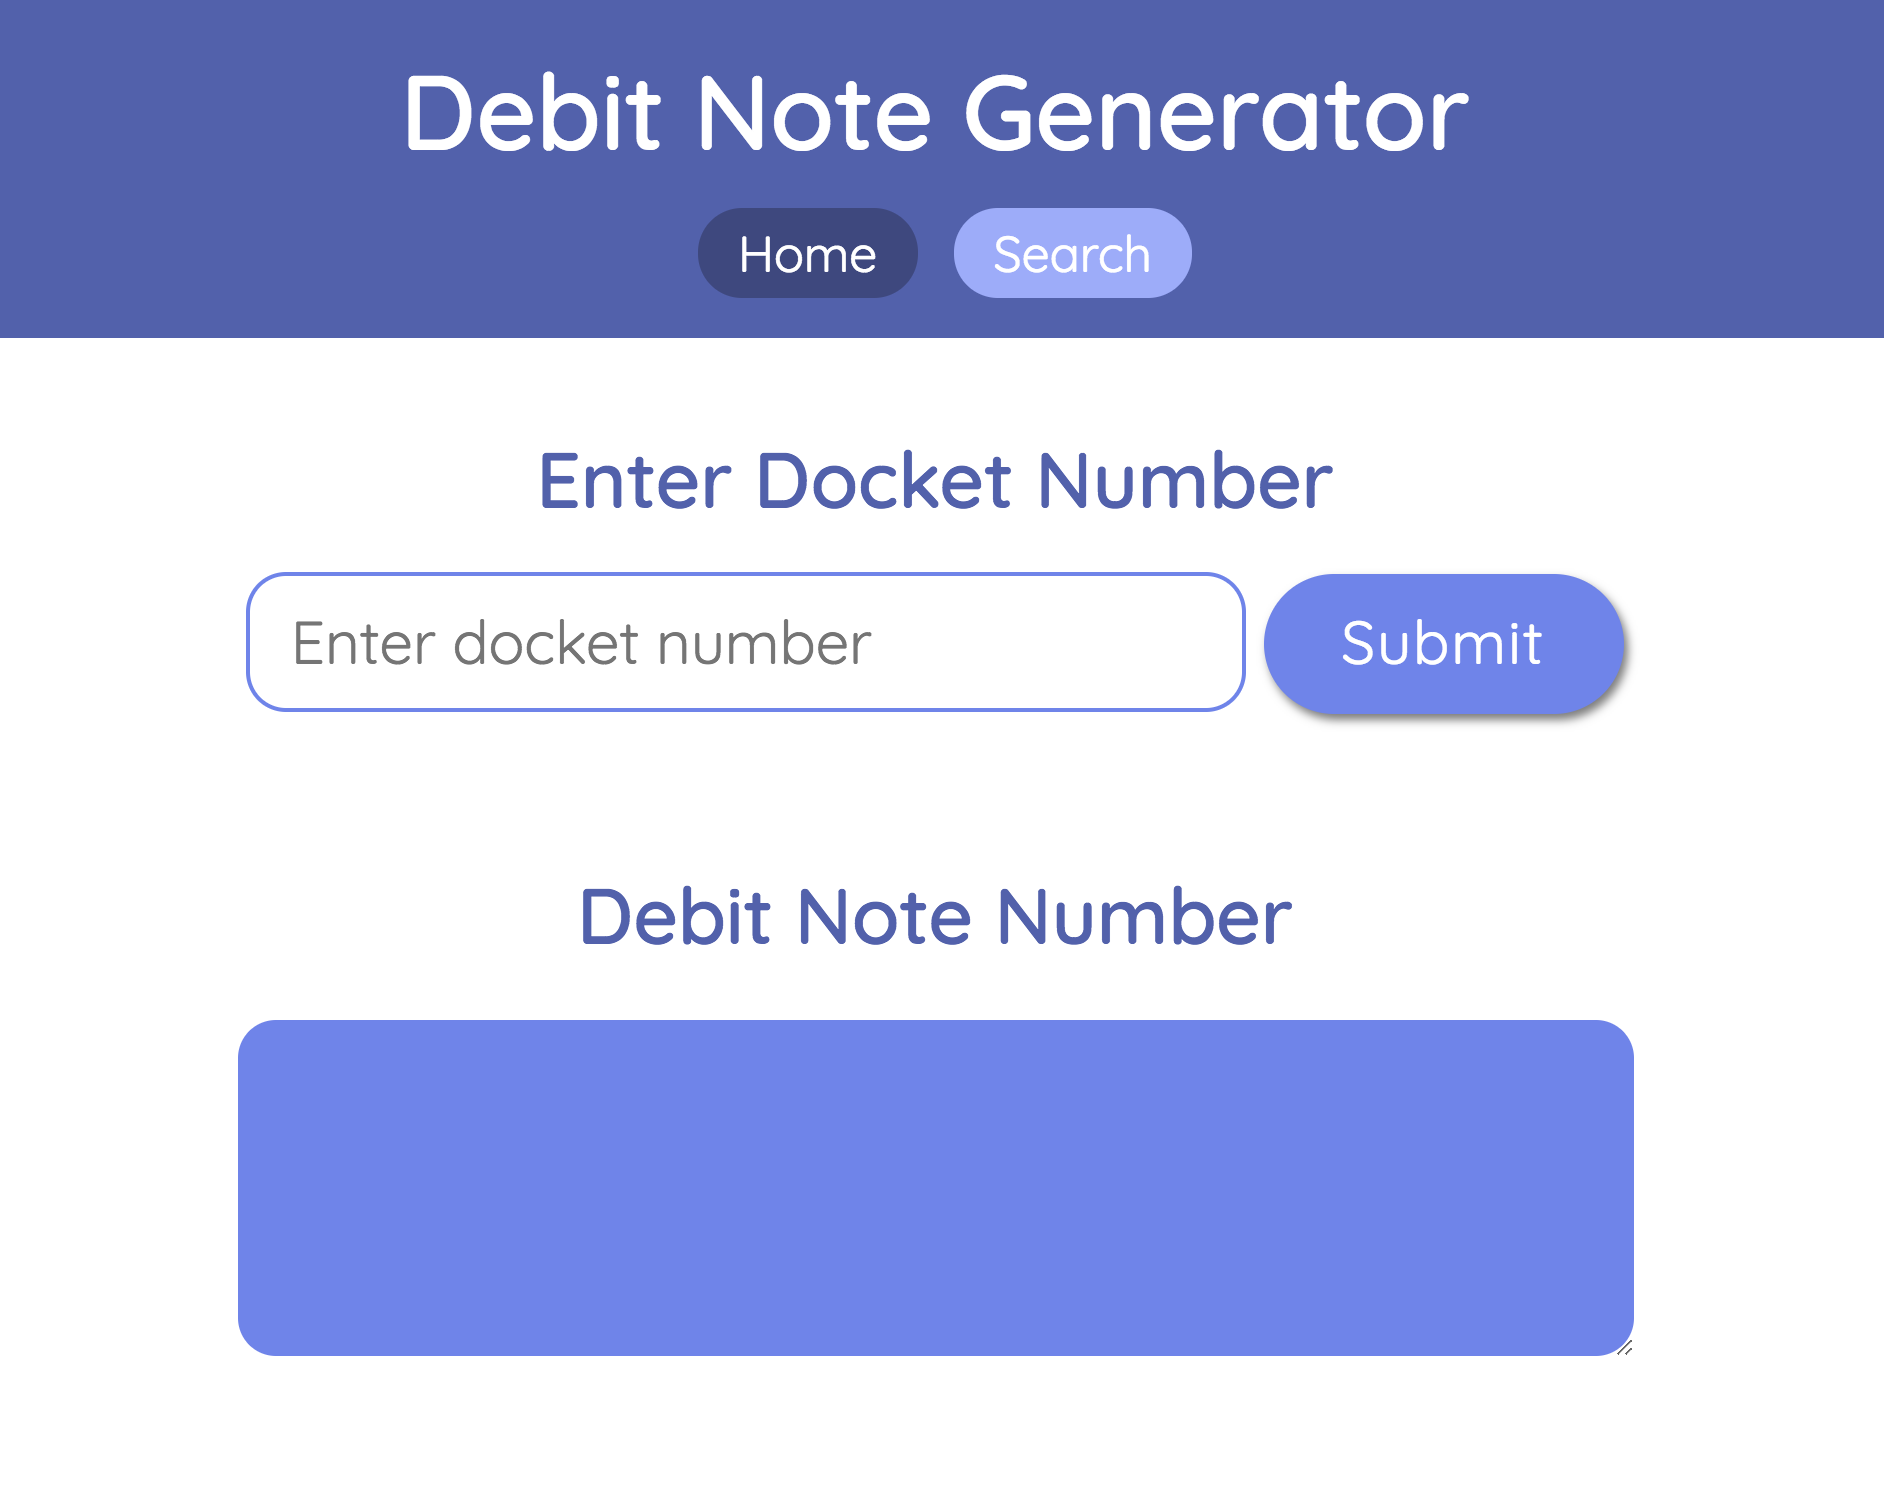 Debit Note Generator
Home Search
Enter Docket Number
Enter docket number Submit
Debit Note Number